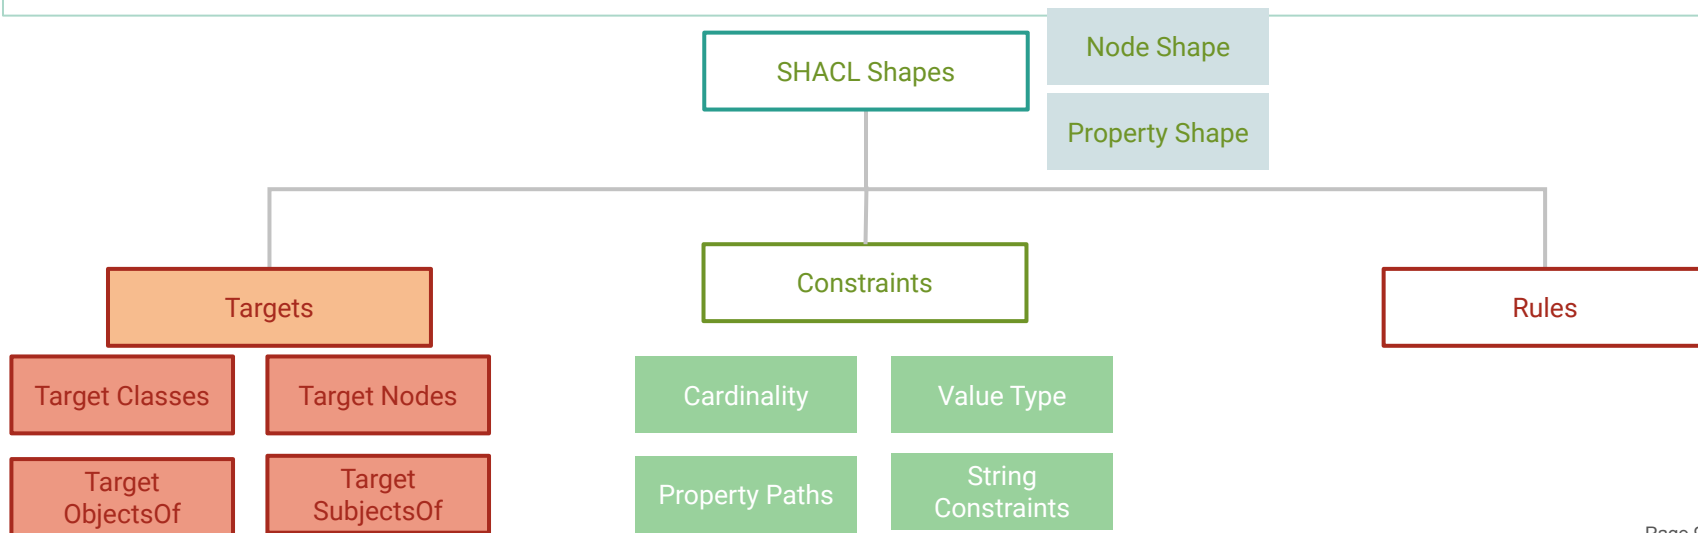 Node Shape
SHACL Shapes
Property Shape
Targets
Constraints
Rules
Target Classes
Target Nodes
Cardinality
Value Type
Target
ObjectsOf
Target
SubjectsOf
Property Paths
String
Constraints